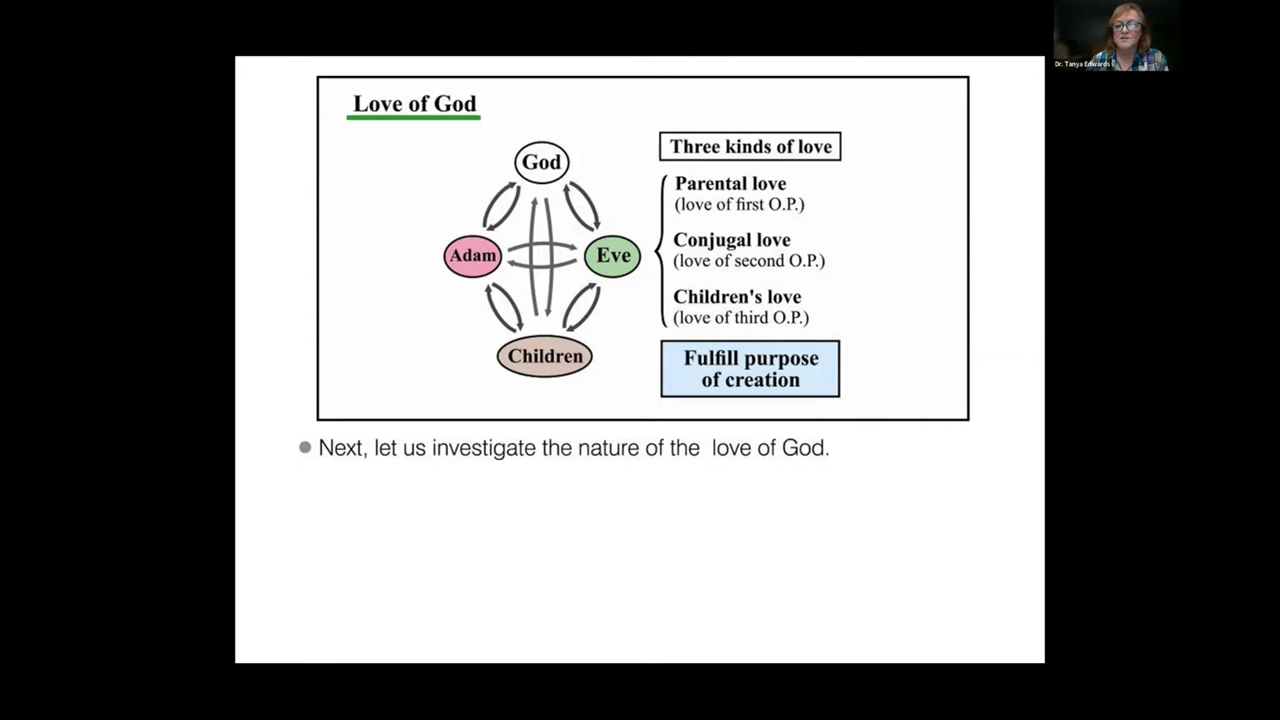 Dr. Tanya Edwards
Love of God
God
Adam
Eve
Children
Three kinds of love
Parental love
(love of first O.P.)
Conjugal love
(love of second O.P.)
Children's love
(love of third O.P.)
Fulfill purpose
of creation
Next, let us investigate the nature of the love of God.